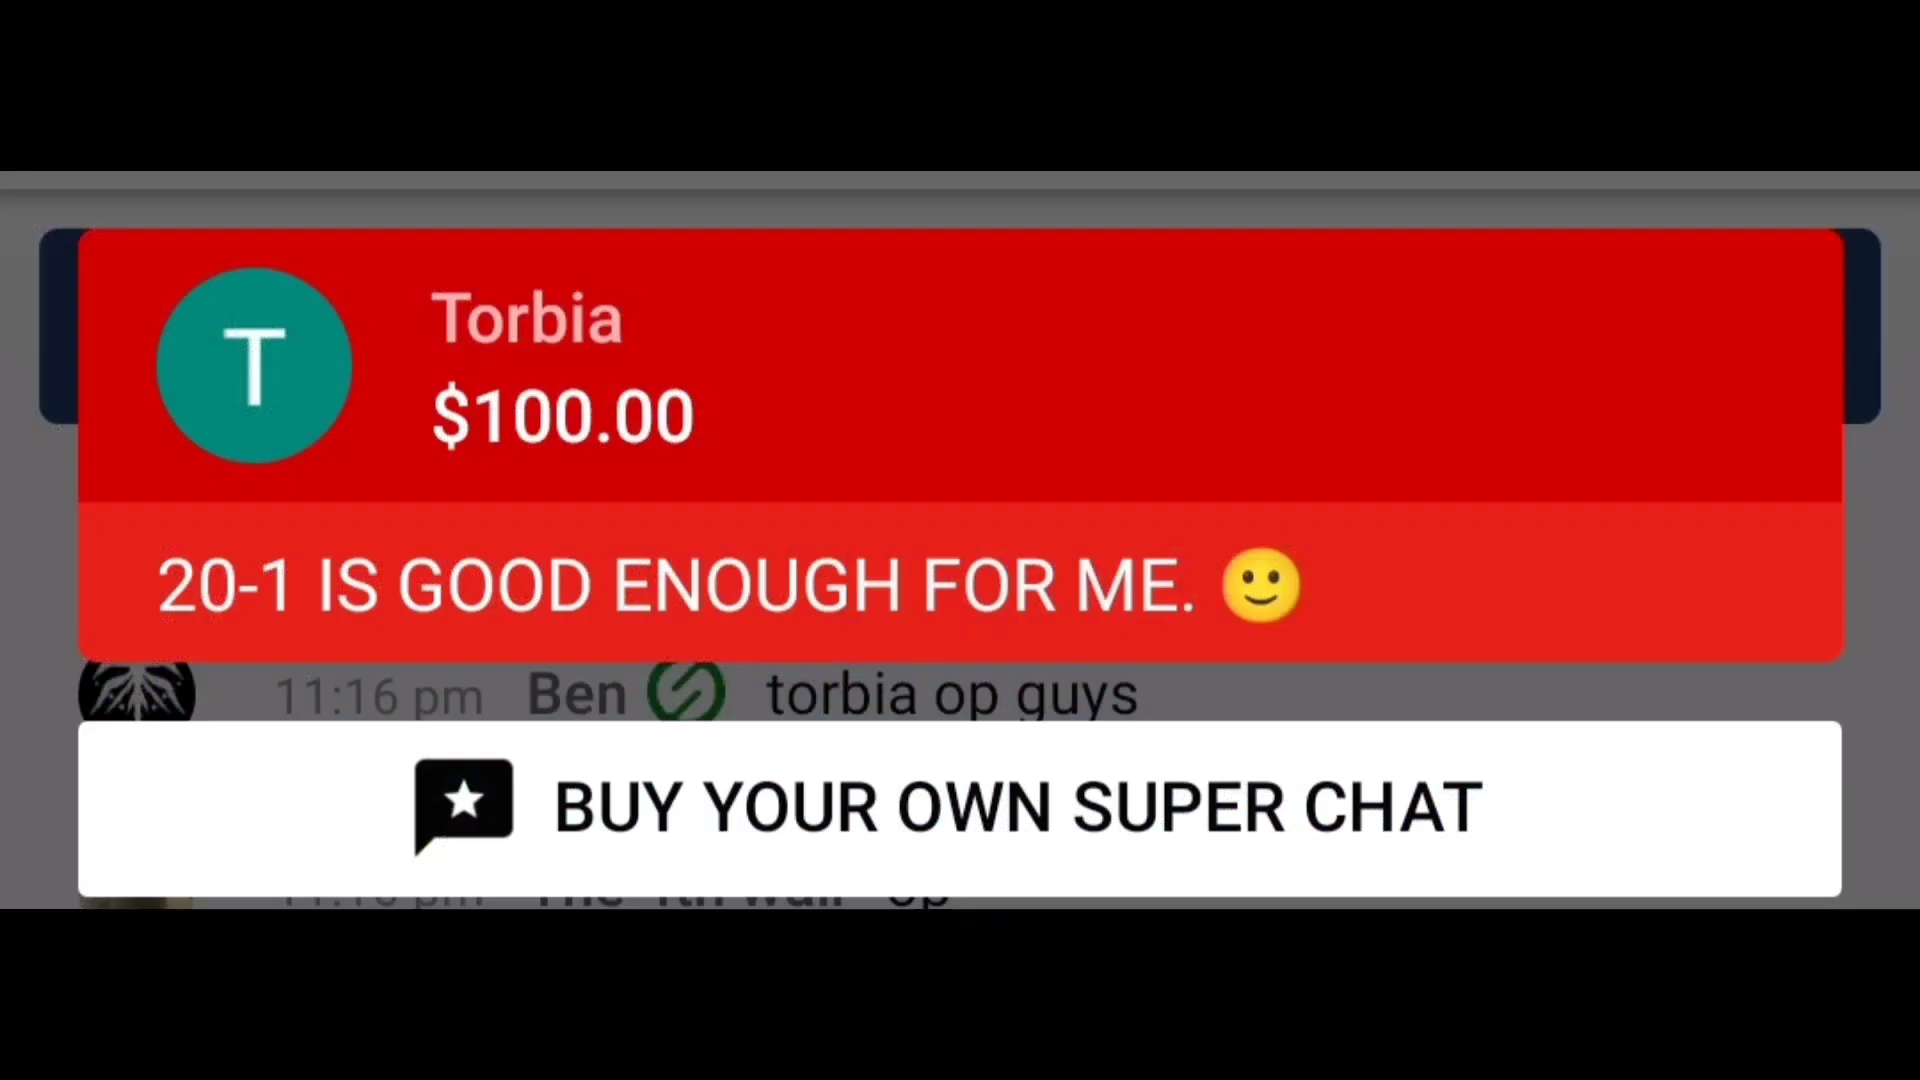 T
Torbia
$100.00
20-1 IS GOOD ENOUGH FOR ME. 🙂
11:16 pm Ben torbia op guys
BUY YOUR OWN SUPER CHAT
op